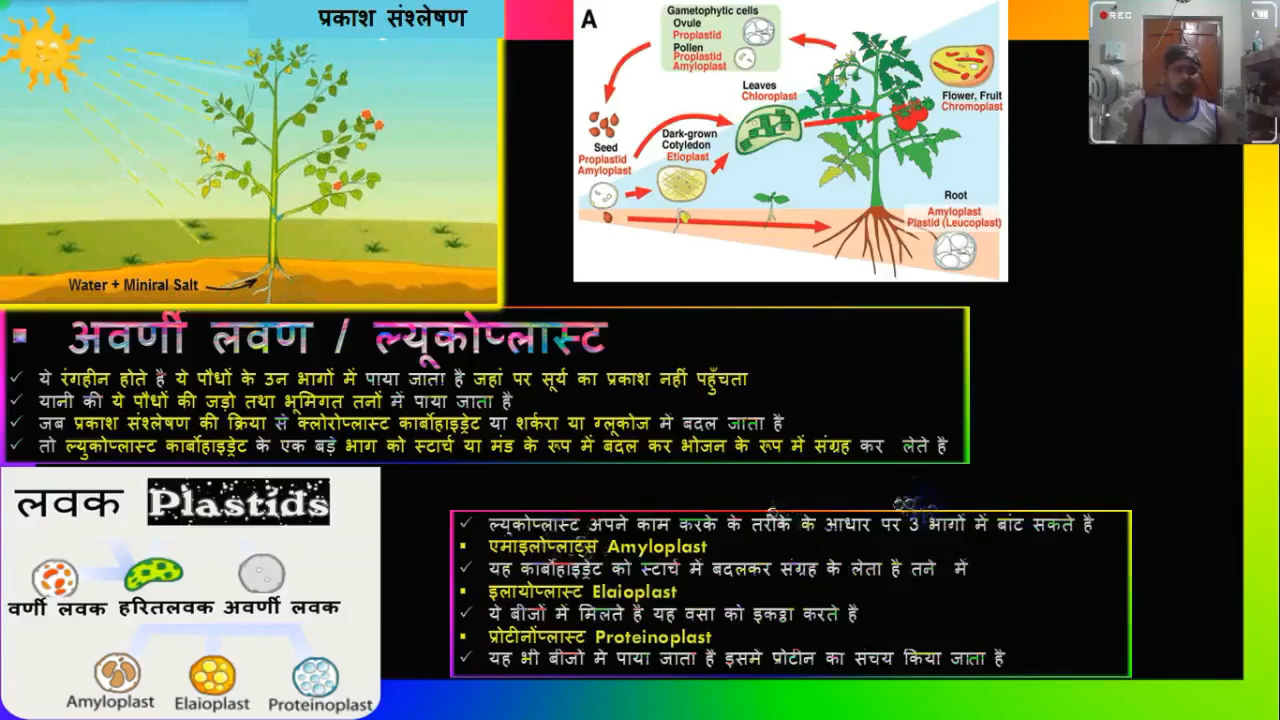 प्रकाश संश्लेषण
Water + Miniral Salt
A
Gametophytic cells
Ovule
Proplastid
Pollen
Proplastid
Amyloplast
Leaves
Chloroplast
Flower, Fruit
Chromoplast
Dark-grown
Cotyledon
Etioplast
Seed
Proplastid
Amyloplast
Root
Amyloplast
Plastid (Leucoplast)
REC
अवर्णी लवण / ल्यूकोप्लास्ट
ये रंगहीन होते है ये पौधों के उन भागों में पाया जाता है जहां पर सूर्य का प्रकाश नहीं पहुँचता
यानी की ये पौधों की जड़ो तथा भूमिगत तनों में पाया जाता है
जब प्रकाश संश्लेषण की क्रिया से क्लोरोप्लास्ट कार्बोहाइड्रेट या शर्करा या ग्लूकोज में बदल जाता है
तो ल्युकोप्लास्ट कार्बोहाइड्रेट के एक बड़े भाग को स्टार्च या मंड के रूप में बदल कर भोजन के रूप में संग्रह कर लेते है
लवक Plastids
वर्णी लवक हरितलवक अवर्णी लवक
Amyloplast Elaioplast Proteinoplast
ल्यूकोप्लास्ट अपने काम करके के तरीके के आधार पर 3 भागों में बांट सकते है
एमाइलोप्लाट्स Amyloplast
यह कार्बोहाइड्रेट को स्टार्च में बदलकर संग्रह के लेता है तने में
इलायोप्लास्ट Elaioplast
ये बीजों में मिलते है यह वसा को इकठ्ठा करते है
प्रोटीनोंप्लास्ट Proteinoplast
यह भी बीजों मे पाया जाता है इसमें प्रोटीन का संचय किया जाता है